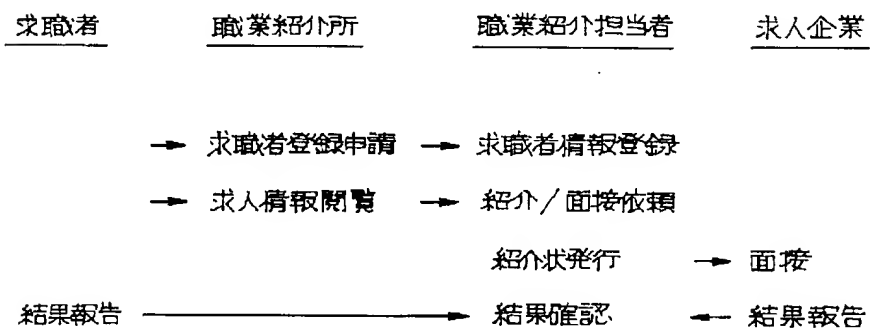 求職者 職業紹介所 職業紹介担当者 求人企業
→ 求職者登録申請 → 求職者情報登録
→ 求人情報閲覧 → 紹介/面接依頼
紹介状発行 → 面接
結果報告 → 結果確認 ← 結果報告